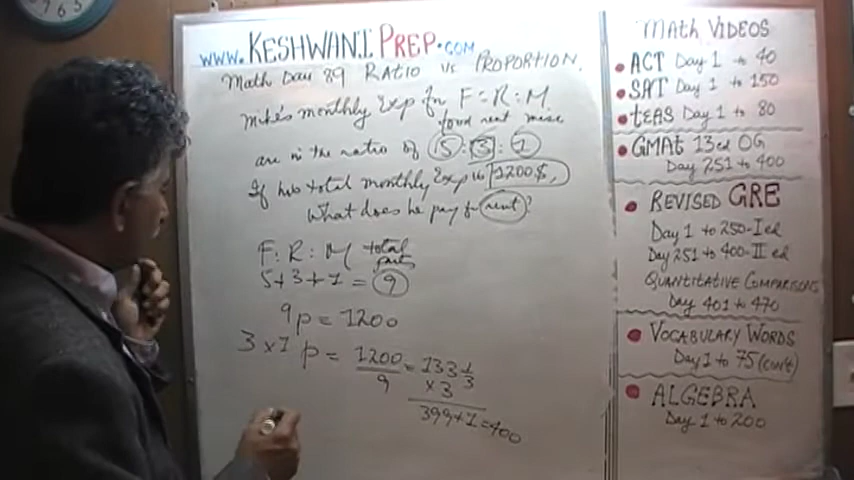 www.KESHWANI PREP.COM
Math Day 89 RATIO vs PROPORTION
Mike's monthly Exp for F:R:M
food rent misc
are in the ratio of 5:3:1
If his total monthly Exp is 1200$,
What does he pay for rent?
F:R:M total
parts
5+3+1=9
9p=1200
3×1 p=1200/9=133 1/3
×3
399+1=400
Math VIDEOS
ACT Day 1 to 40
SAT Day 1 to 150
tEAS Day 1 to 80
GMAt 13ed OG
Day 251 to 400
REVISED GRE
Day 1 to 250-I ed
Day 251 to 400-II ed
QUANTITATIVE COMPARISONS
Day 401 to 470
VOCABULARY WORDS
Day 1 to 75 (con't)
ALGEBRA
Day 1 to 200